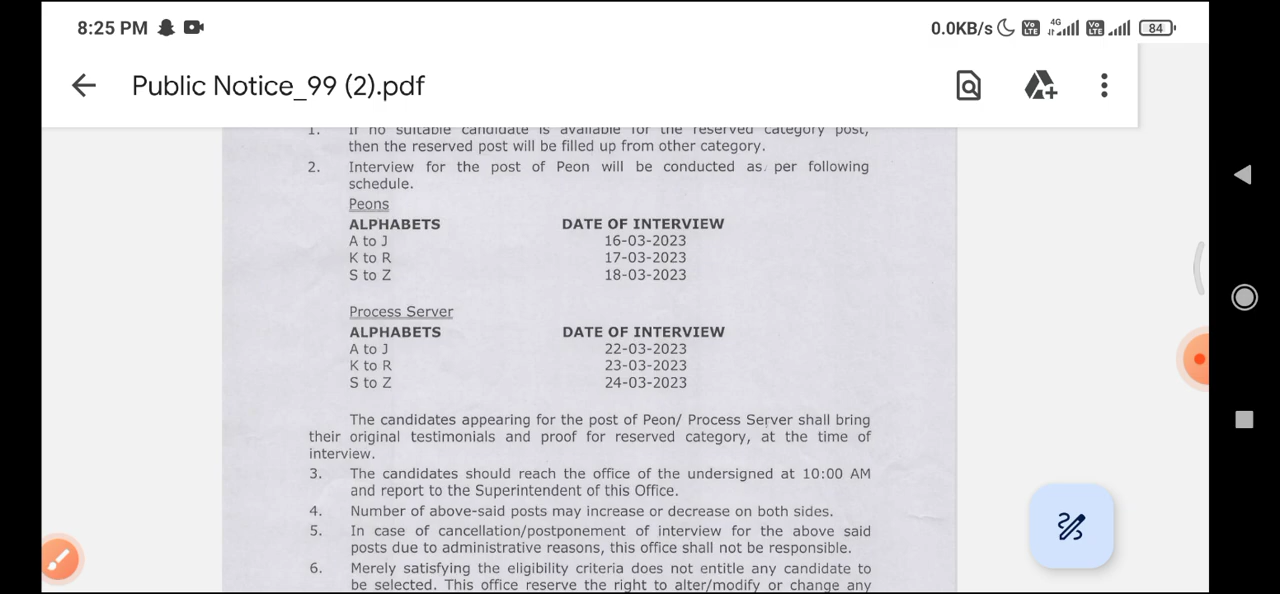 8:25 PM
0.0KB/s Vo LTE 4G Vo LTE 84
Public Notice_99 (2).pdf
1. If no suitable candidate is available for the reserved category post,
then the reserved post will be filled up from other category.
2. Interview for the post of Peon will be conducted as per following
schedule.
Peons
ALPHABETS DATE OF INTERVIEW
A to J 16-03-2023
K to R 17-03-2023
S to Z 18-03-2023
Process Server
ALPHABETS DATE OF INTERVIEW
A to J 22-03-2023
K to R 23-03-2023
S to Z 24-03-2023
The candidates appearing for the post of Peon/ Process Server shall bring
their original testimonials and proof for reserved category, at the time of
interview.
3. The candidates should reach the office of the undersigned at 10:00 AM
and report to the Superintendent of this Office.
4. Number of above-said posts may increase or decrease on both sides.
5. In case of cancellation/postponement of interview for the above said
posts due to administrative reasons, this office shall not be responsible.
6. Merely satisfying the eligibility criteria does not entitle any candidate to
be selected. This office reserve the right to alter/modify or change any